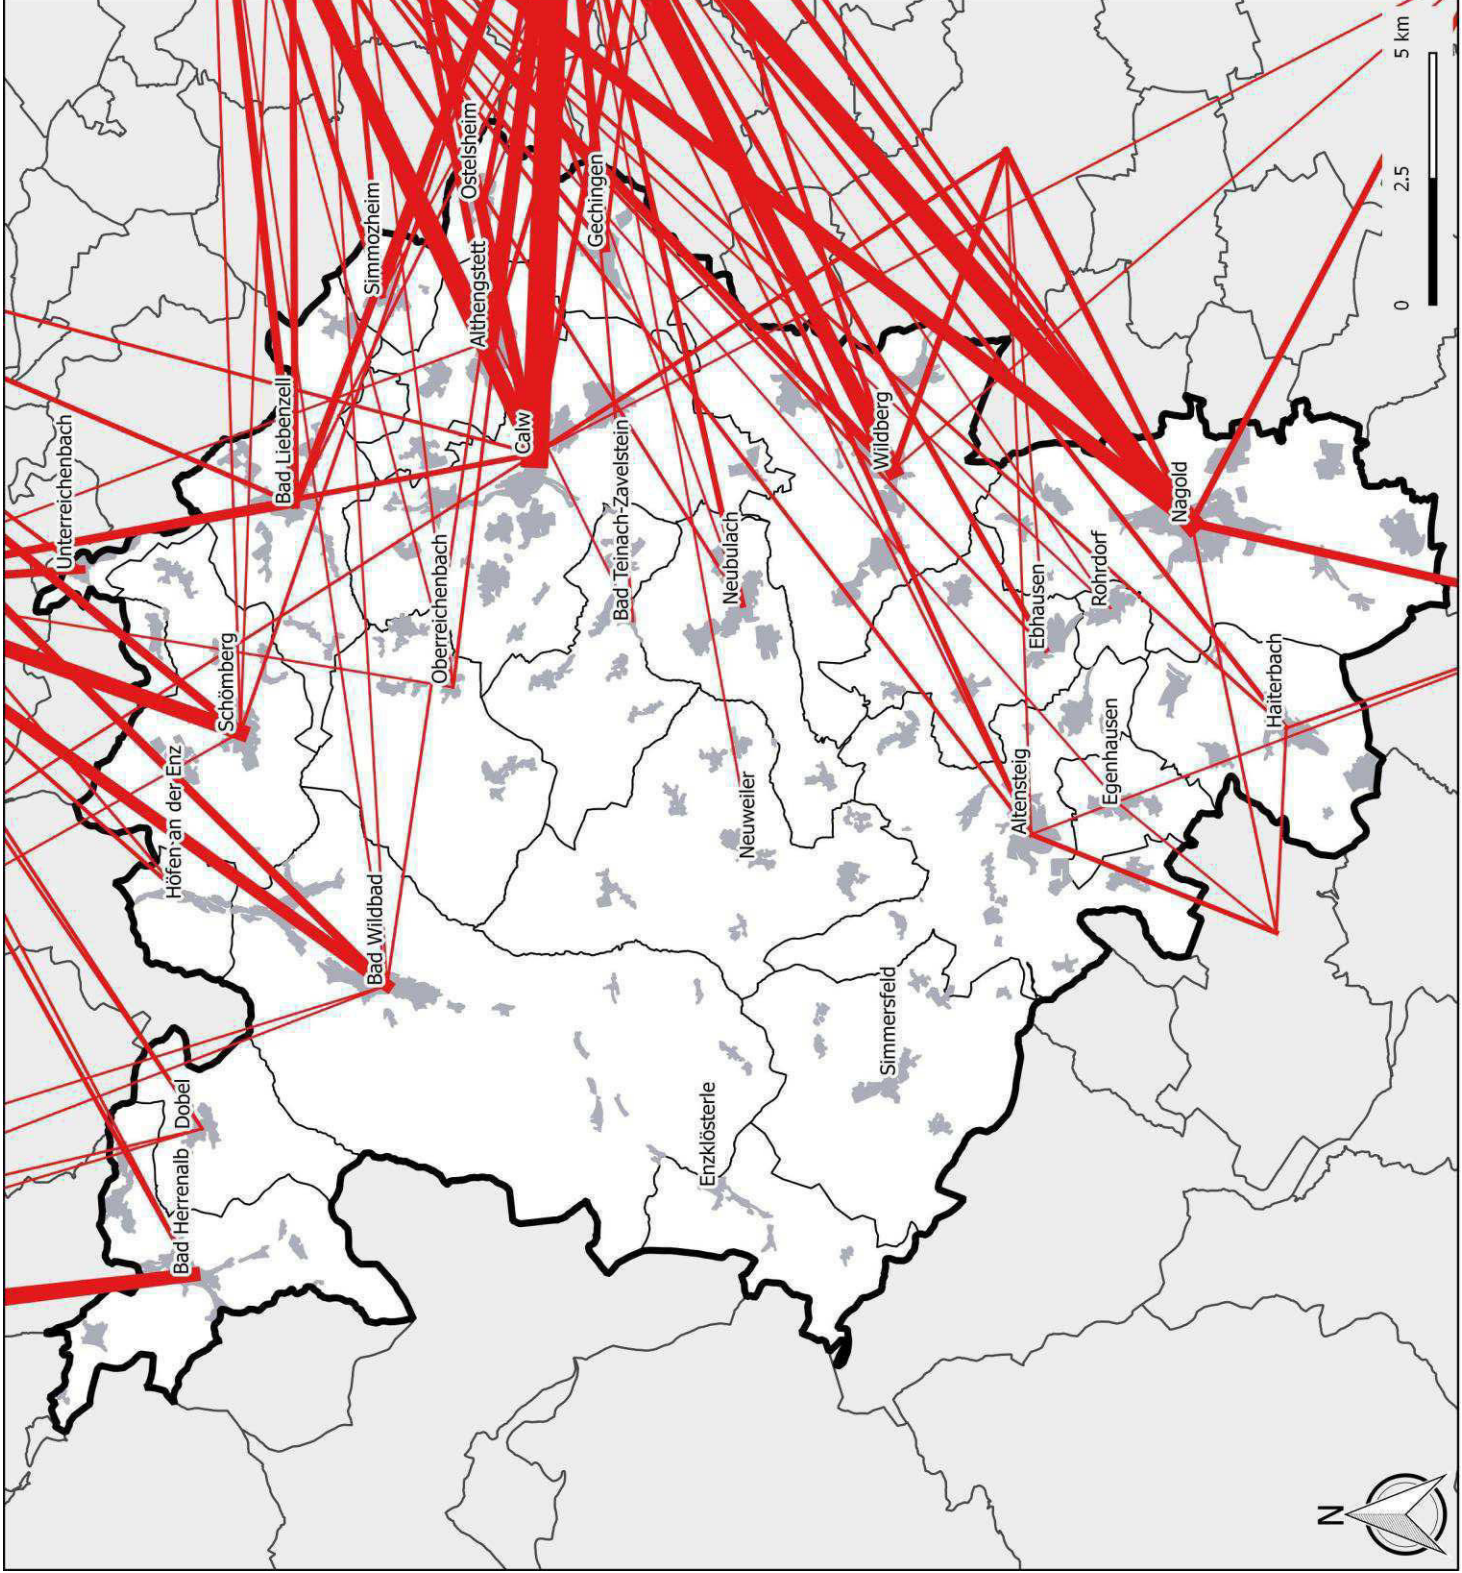 Unterreichenbach
Bad Liebenzell
Simmozheim
Ostelsheim
Althengstett
Gechingen
Calw
Schömberg
Höfen an der Enz
Oberreichenbach
Bad Teinach-Zavelstein
Neubulach
Wildberg
Bad Wildbad
Dobel
Bad Herrenalb
Neuweiler
Enzklösterle
Simmersfeld
Altensteig
Ebhausen
Rohrdorf
Egenhausen
Nagold
Haiterbach
N
0 2.5 5 km